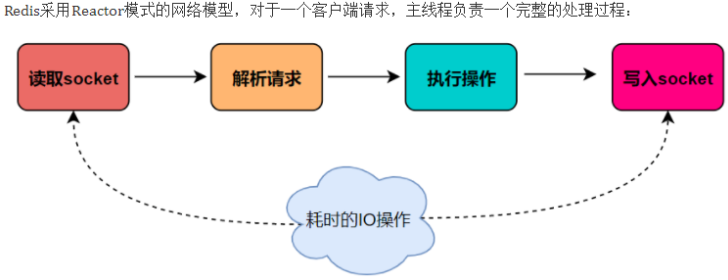 Redis采用Reactor模式的网络模型，对于一个客户端请求，主线程负责一个完整的处理过程：
读取socket
解析请求
执行操作
写入socket
耗时的IO操作